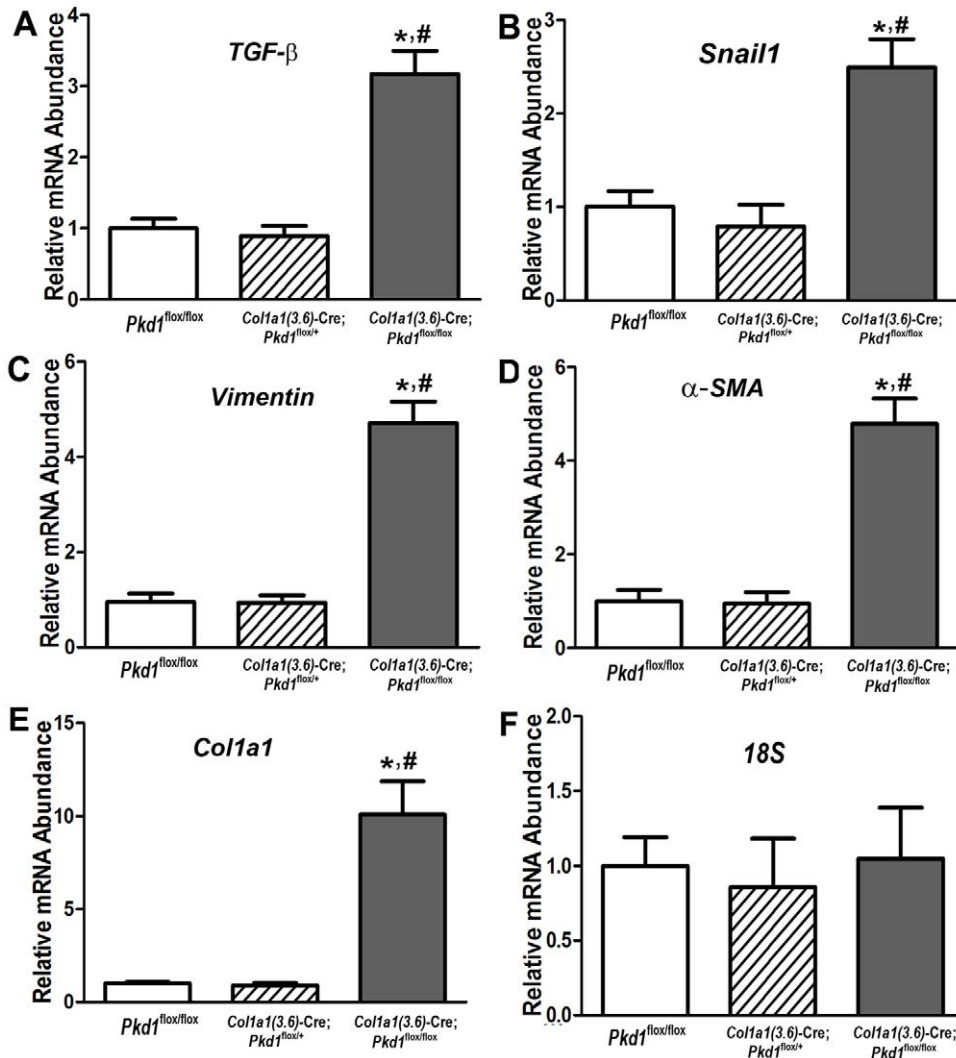 A
TGF-β
Relative mRNA Abundance
4
3
2
1
0
*,#
Pkd1flox/flox
Col1a1(3.6)-Cre;
Pkd1flox/+
Col1a1(3.6)-Cre;
Pkd1flox/flox
B
Snail1
Relative mRNA Abundance
3
2
1
0
*,#
Pkd1flox/flox
Col1a1(3.6)-Cre;
Pkd1flox/+
Col1a1(3.6)-Cre;
Pkd1flox/flox
C
Vimentin
Relative mRNA Abundance
6
4
2
0
*,#
Pkd1flox/flox
Col1a1(3.6)-Cre;
Pkd1flox/+
Col1a1(3.6)-Cre;
Pkd1flox/flox
D
α-SMA
Relative mRNA Abundance
6
4
2
0
*,#
Pkd1flox/flox
Col1a1(3.6)-Cre;
Pkd1flox/+
Col1a1(3.6)-Cre;
Pkd1flox/flox
E
Col1a1
Relative mRNA Abundance
15
10
5
0
*,#
Pkd1flox/flox
Col1a1(3.6)-Cre;
Pkd1flox/+
Col1a1(3.6)-Cre;
Pkd1flox/flox
F
18S
Relative mRNA Abundance
2.0
1.5
1.0
0.5
0.0
Pkd1flox/flox
Col1a1(3.6)-Cre;
Pkd1flox/+
Col1a1(3.6)-Cre;
Pkd1flox/flox